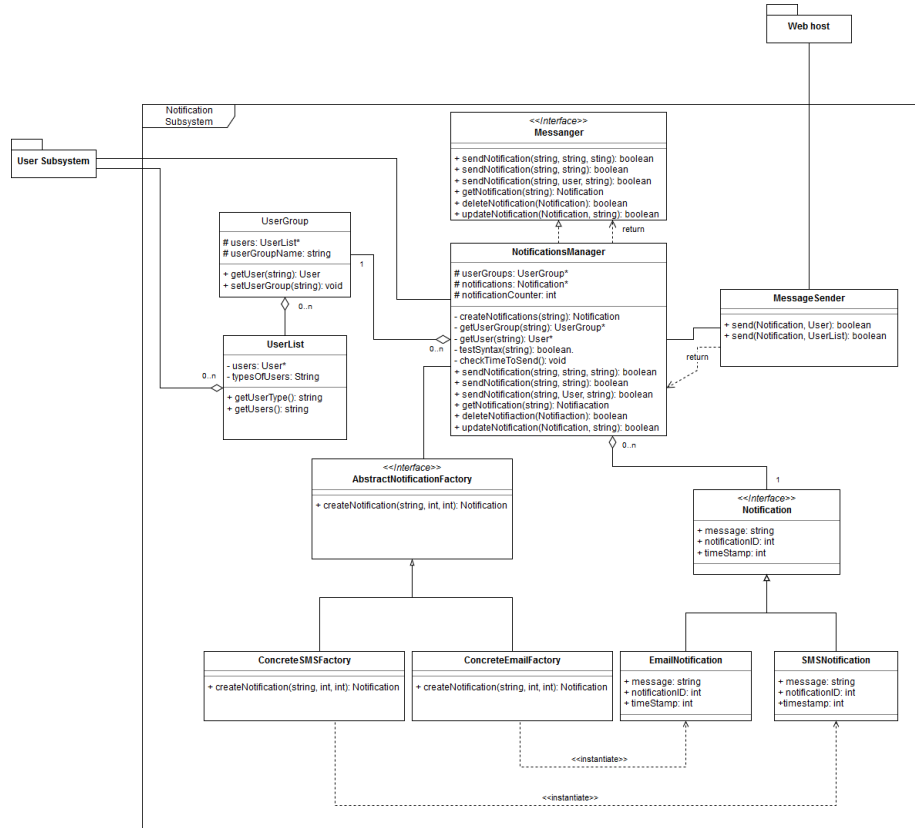 Web host
Notification
Subsystem
User Subsystem
<<Interface>>
Messanger
+ sendNotification(string, string, sting): boolean
+ sendNotification(string, string): boolean
+ sendNotification(string, user, string): boolean
+ getNotification(string): Notification
+ deleteNotification(Notification): boolean
+ updateNotification(Notification, string): boolean
return
UserGroup
# users: UserList*
# userGroupName: string
+ getUser(string): User
+ setUserGroup(string): void
1
0..n
0..n
NotificationsManager
# userGroups: UserGroup*
# notifications: Notification*
# notificationCounter: int
- createNotifications(string): Notification
- getUserGroup(string): UserGroup*
- getUser(string): User*
- testSyntax(string): boolean.
- checkTimeToSend(): void
+ sendNotification(string, string, string): boolean
+ sendNotification(string, string): boolean
+ sendNotification(string, User, string): boolean
+ getNotification(string): Notifiacation
+ deleteNotifiaction(Notifiaction): boolean
+ updateNotification(Notification, string): boolean
MessageSender
+ send(Notification, User): boolean
+ send(Notification, UserList): boolean
return
UserList
- users: User*
- typesOfUsers: String
+ getUserType(): string
+ getUsers(): string
0..n
0..n
1
<<Interface>>
AbstractNotificationFactory
+ createNotification(string, int, int): Notification
<<Interface>>
Notification
+ message: string
+ notificationID: int
+ timeStamp: int
ConcreteSMSFactory
+ createNotification(string, int, int): Notification
ConcreteEmailFactory
+ createNotification(string, int, int): Notification
EmailNotification
+ message: string
+ notificationID: int
+ timeStamp: int
SMSNotification
+ message: string
+ notificationID: int
+timestamp: int
<<instantiate>>
<<instantiate>>